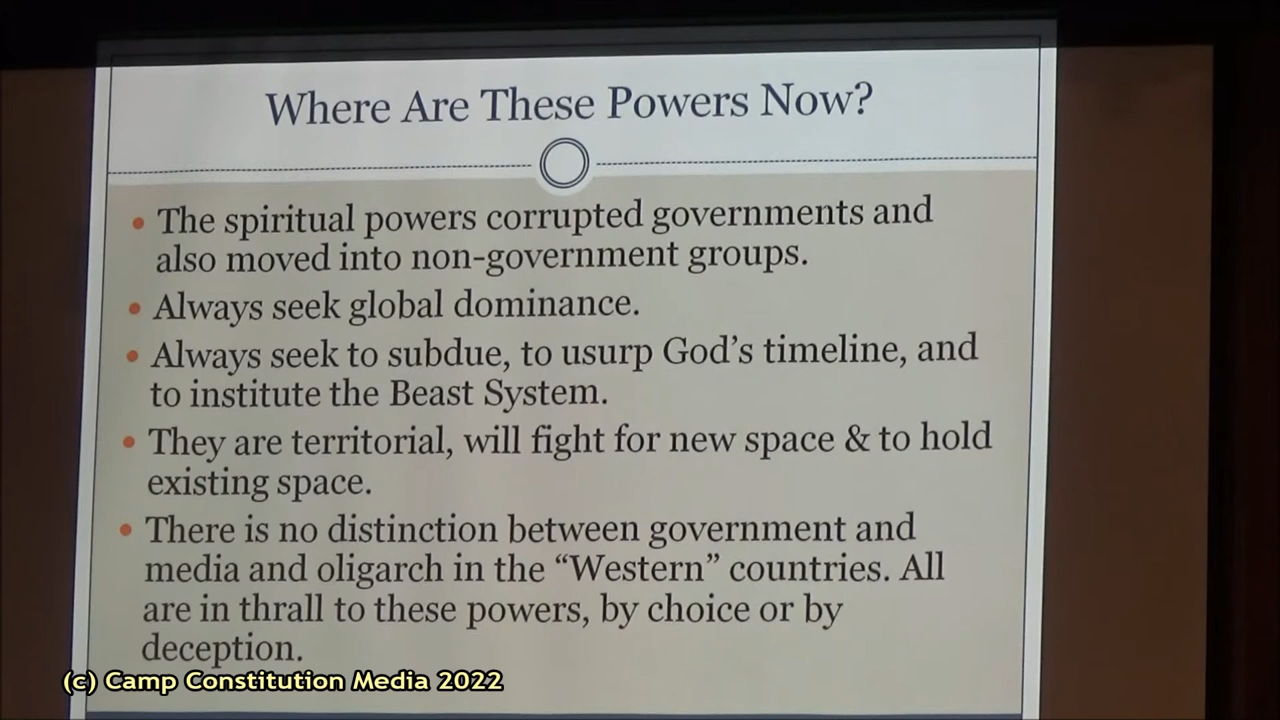 Where Are These Powers Now?
• The spiritual powers corrupted governments and
also moved into non-government groups.
• Always seek global dominance.
• Always seek to subdue, to usurp God’s timeline, and
to institute the Beast System.
• They are territorial, will fight for new space & to hold
existing space.
• There is no distinction between government and
media and oligarch in the “Western” countries. All
are in thrall to these powers, by choice or by
deception.
(c) Camp Constitution Media 2022